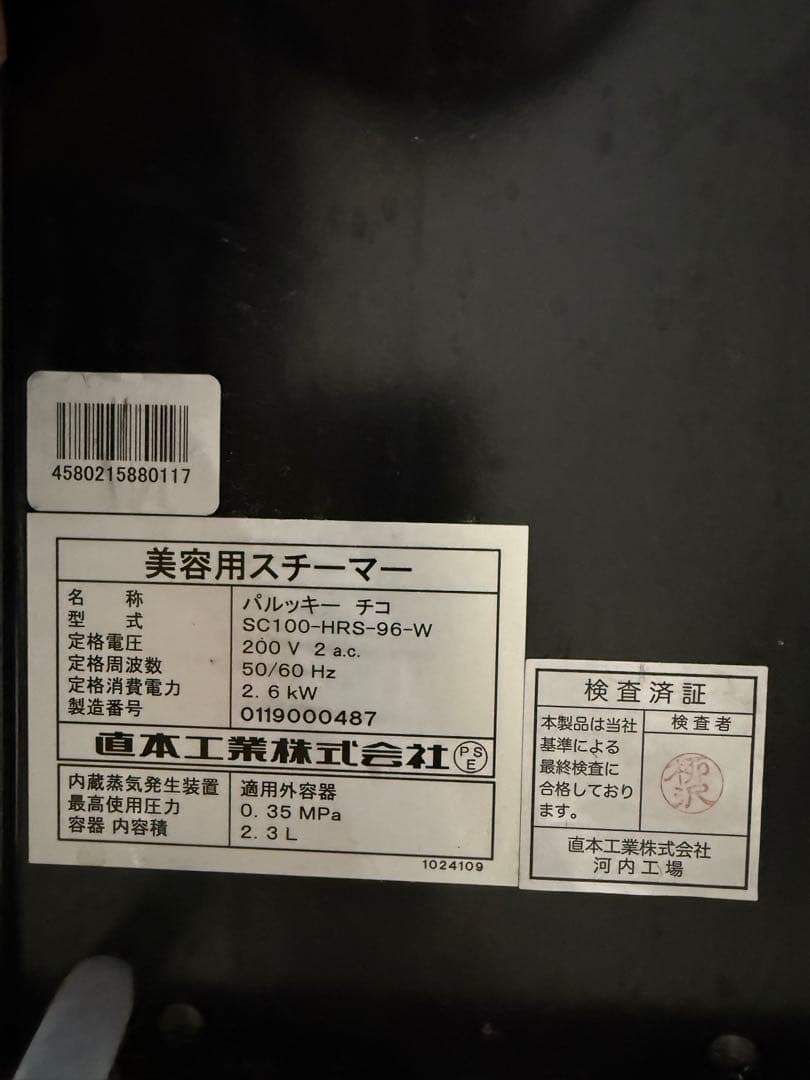 4580215880117
美容用スチーマー
名称 パルッキー チコ
型式 SC100-HRS-96-W
定格電圧 200 V 2 a.c.
定格周波数 50/60 Hz
定格消費電力 2.6 kW
製造番号 0119000487
直本工業株式会社 PSE
内蔵蒸気発生装置 適用外容器
最高使用圧力 0.35 MPa
容器 内容積 2.3 L
1024109
検査済証
本製品は当社
基準による
最終検査に
合格しており
ます。
検査者
柳沢
直本工業株式会社
河内工場